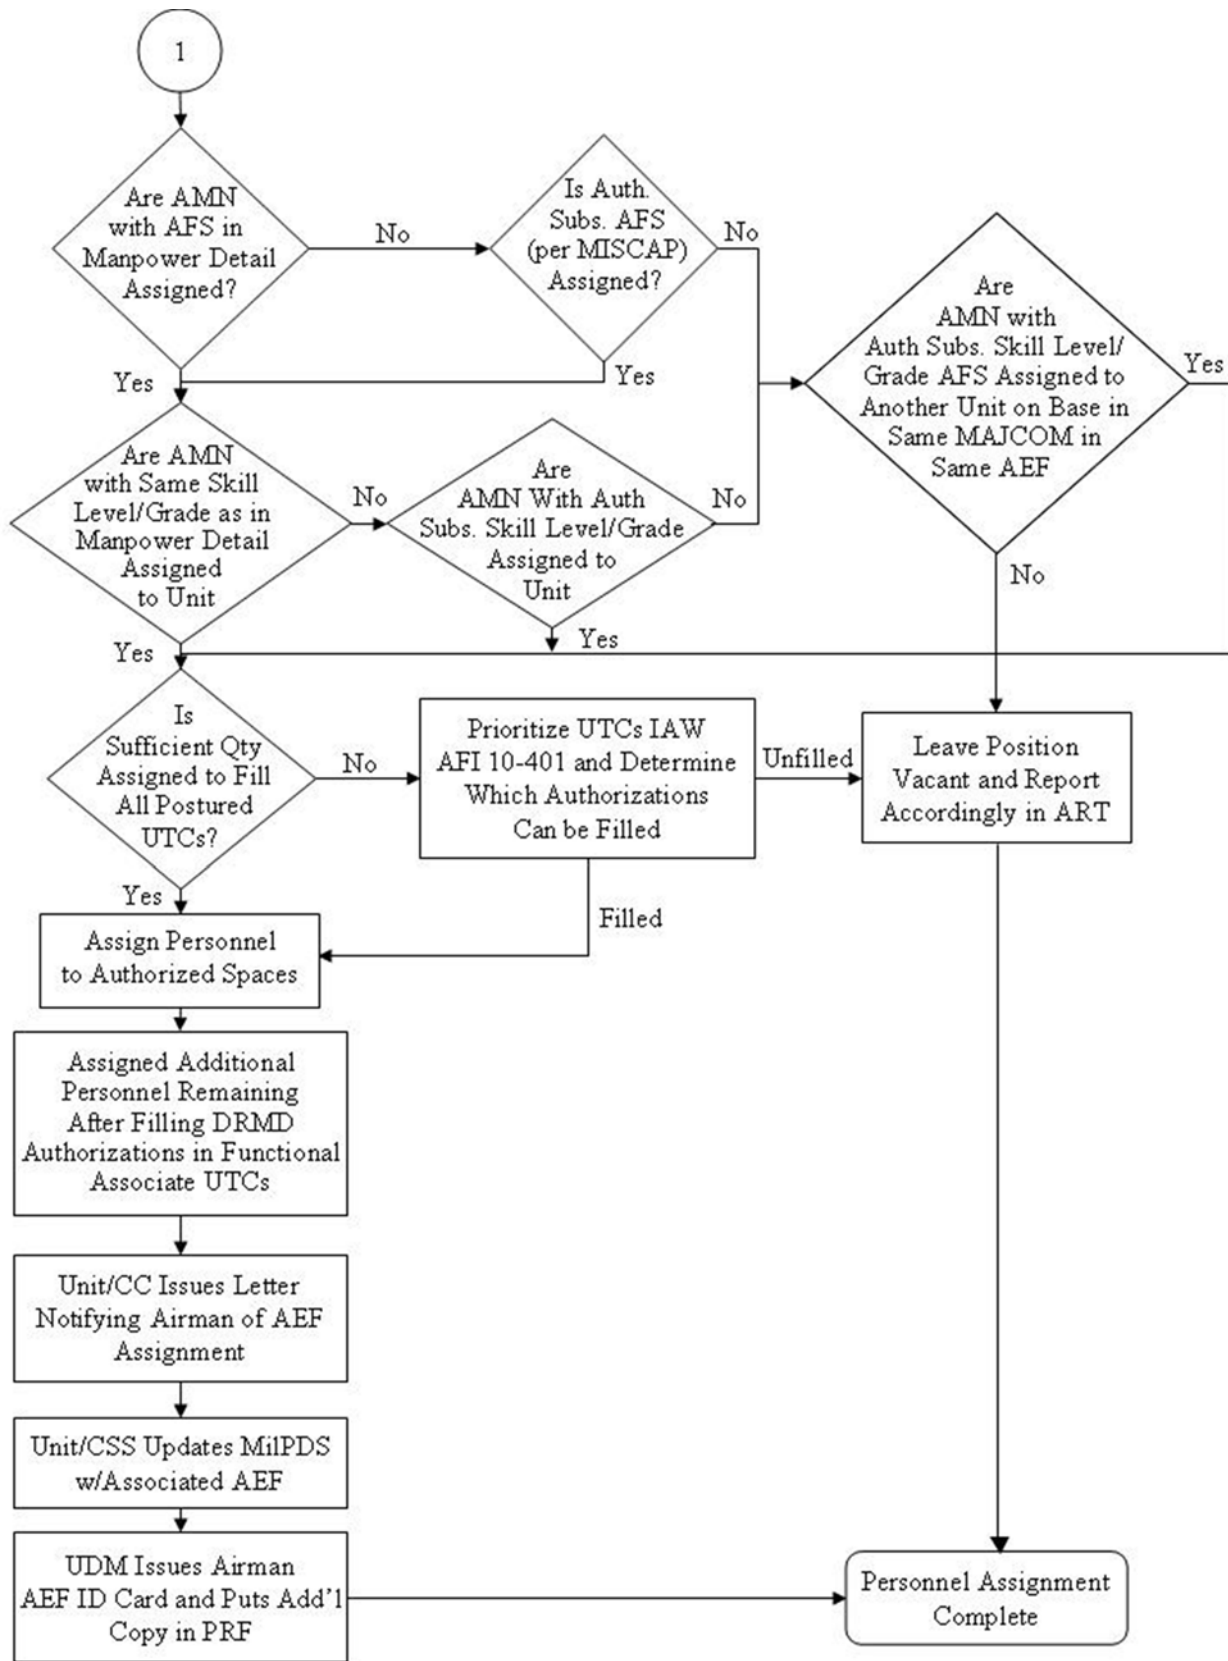 1
Are AMN
with AFS in
Manpower Detail
Assigned?
No
Is Auth.
Subs. AFS
(per MISCAP)
Assigned?
No
Are
AMN with
Auth Subs. Skill Level/
Grade AFS Assigned to
Another Unit on Base in
Same MAJCOM in
Same AEF
Yes
Yes
Yes
Are AMN
with Same Skill
Level/Grade as in
Manpower Detail
Assigned
to Unit
No
Are
AMN With Auth
Subs. Skill Level/Grade
Assigned to
Unit
No
No
Yes
Yes
Is
Sufficient Qty
Assigned to Fill
All Postured
UTCs?
No
Prioritize UTCs IAW
AFI 10-401 and Determine
Which Authorizations
Can be Filled
Unfilled
Leave Position
Vacant and Report
Accordingly in ART
Yes
Filled
Assign Personnel
to Authorized Spaces
Assigned Additional
Personnel Remaining
After Filling DRMD
Authorizations in Functional
Associate UTCs
Unit/CC Issues Letter
Notifying Airman of AEF
Assignment
Unit/CSS Updates MilPDS
w/Associated AEF
UDM Issues Airman
AEF ID Card and Puts Add'l
Copy in PRF
Personnel Assignment
Complete